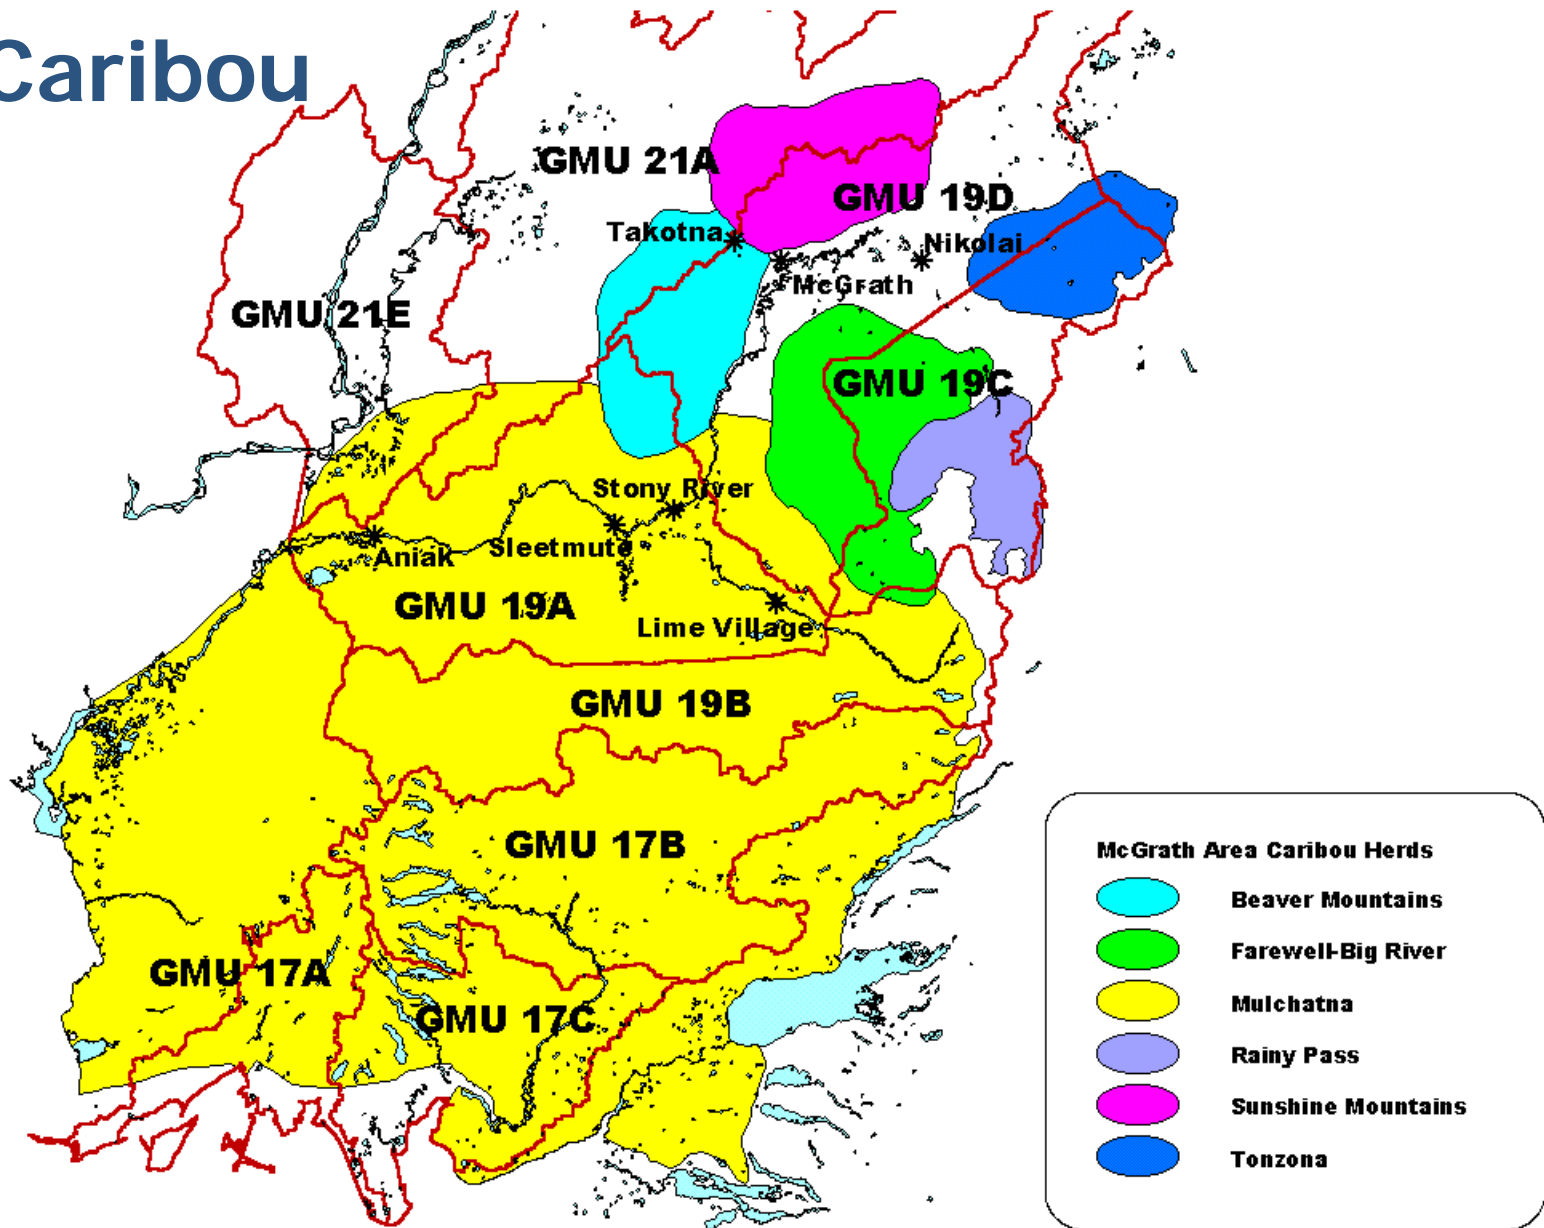 Caribou
GMU 21A
GMU 19D
Takotna
Nikolai
McGrath
GMU 21E
GMU 19C
Stony River
Sleetmute
Aniak
GMU 19A
Lime Village
GMU 19B
GMU 17B
GMU 17A
GMU 17C
McGrath Area Caribou Herds
Beaver Mountains
Farewell-Big River
Mulchatna
Rainy Pass
Sunshine Mountains
Tonzona